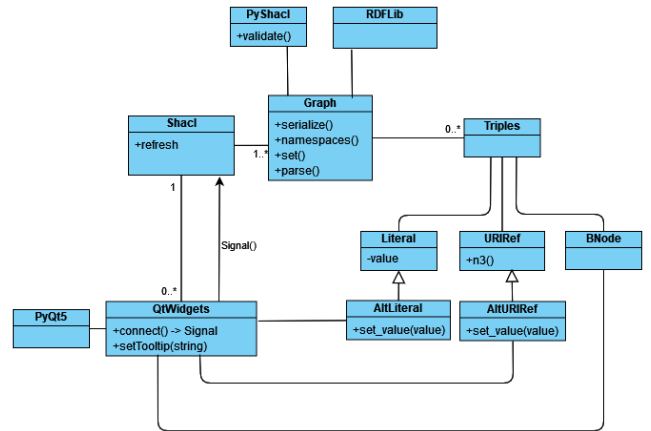 PyShacl
+validate()
RDFLib
Graph
+serialize()
+namespaces()
+set()
+parse()
Shacl
+refresh
1..*
0..*
Triples
1
Signal()
0..*
Literal
-value
URIRef
+n3()
BNode
PyQt5
QtWidgets
+connect() -> Signal
+setTooltip(string)
AltLiteral
+set_value(value)
AltURIRef
+set_value(value)